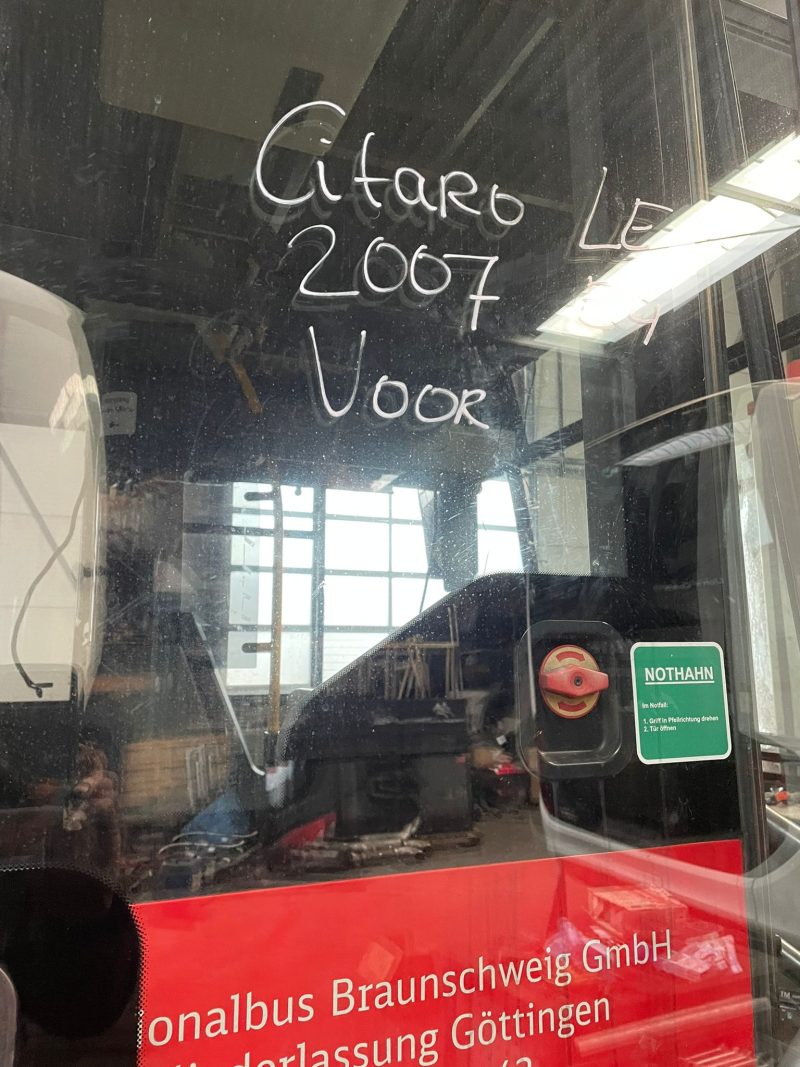 Citaro LE
2007
VOOR
NOTHAHN
Im Notfall:
1. Griff in Pfeilrichtung drehen
2. Tür öffnen
onalbus Braunschweig GmbH
derlassung Göttingen